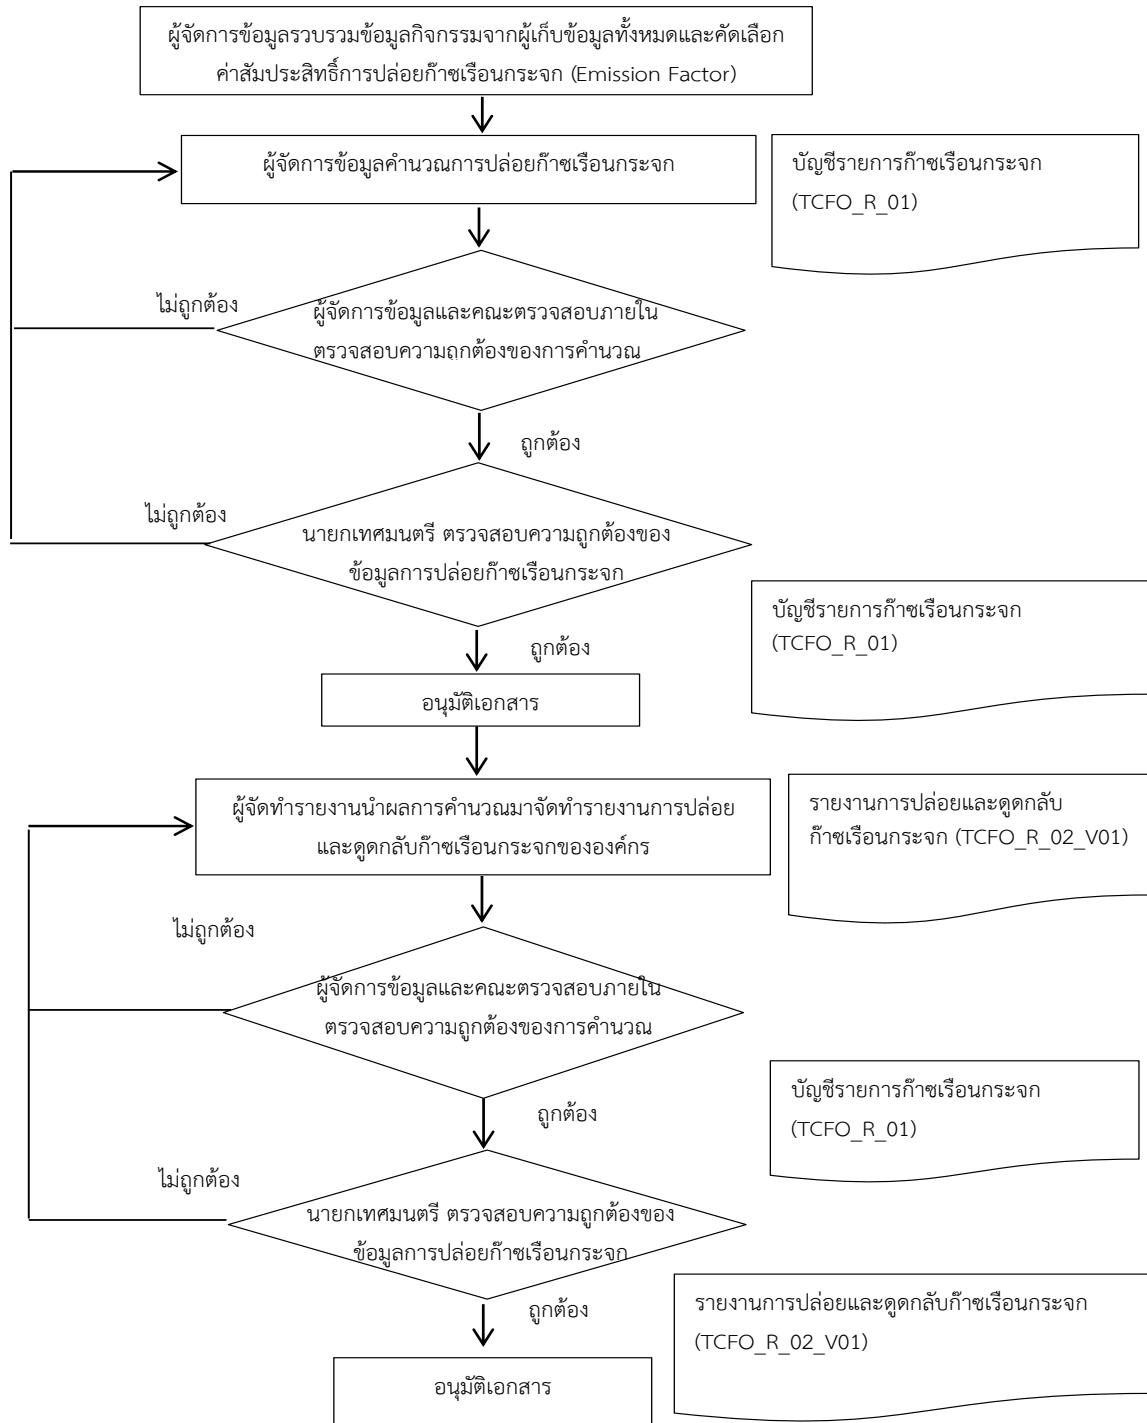 ผู้จัดการข้อมูลรวบรวมข้อมูลกิจกรรมจากผู้เก็บข้อมูลทั้งหมดและคัดเลือก
ค่าสัมประสิทธิ์การปล่อยก๊าซเรือนกระจก (Emission Factor)
ผู้จัดการข้อมูลคำนวณการปล่อยก๊าซเรือนกระจก
บัญชีรายการก๊าซเรือนกระจก
(TCFO_R_01)
ไม่ถูกต้อง
ผู้จัดการข้อมูลและคณะตรวจสอบภายใน
ตรวจสอบความถูกต้องของการคำนวณ
ถูกต้อง
ไม่ถูกต้อง
นายกเทศมนตรี ตรวจสอบความถูกต้องของ
ข้อมูลการปล่อยก๊าซเรือนกระจก
บัญชีรายการก๊าซเรือนกระจก
(TCFO_R_01)
ถูกต้อง
อนุมัติเอกสาร
ผู้จัดทำรายงานนำผลการคำนวณมาจัดทำรายงานการปล่อย
และดูดกลับก๊าซเรือนกระจกขององค์กร
รายงานการปล่อยและดูดกลับ
ก๊าซเรือนกระจก (TCFO_R_02_V01)
ไม่ถูกต้อง
ผู้จัดการข้อมูลและคณะตรวจสอบภายใน
ตรวจสอบความถูกต้องของการคำนวณ
ถูกต้อง
บัญชีรายการก๊าซเรือนกระจก
(TCFO_R_01)
ไม่ถูกต้อง
นายกเทศมนตรี ตรวจสอบความถูกต้องของ
ข้อมูลการปล่อยก๊าซเรือนกระจก
ถูกต้อง
รายงานการปล่อยและดูดกลับก๊าซเรือนกระจก
(TCFO_R_02_V01)
อนุมัติเอกสาร